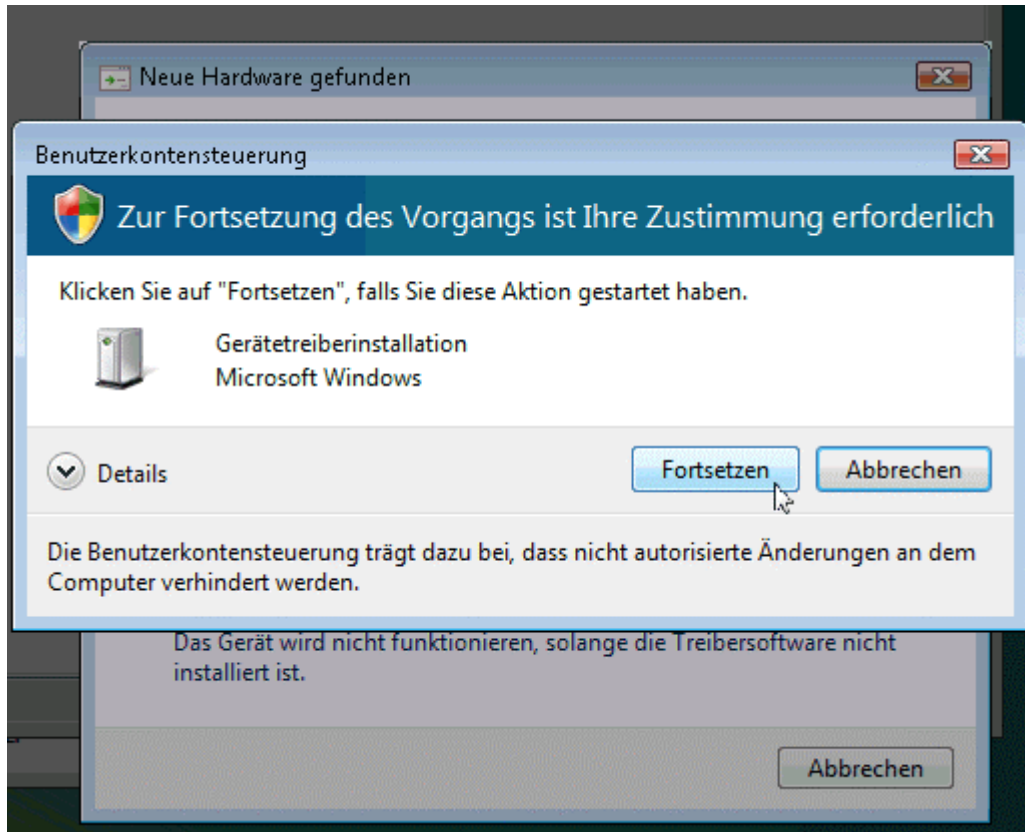 Neue Hardware gefunden
Benutzerkontensteuerung
Zur Fortsetzung des Vorgangs ist Ihre Zustimmung erforderlich
Klicken Sie auf "Fortsetzen", falls Sie diese Aktion gestartet haben.
Gerätetreiberinstallation
Microsoft Windows
Details
Fortsetzen
Abbrechen
Die Benutzerkontensteuerung trägt dazu bei, dass nicht autorisierte Änderungen an dem
Computer verhindert werden.
Das Gerät wird nicht funktionieren, solange die Treibersoftware nicht
installiert ist.
Abbrechen